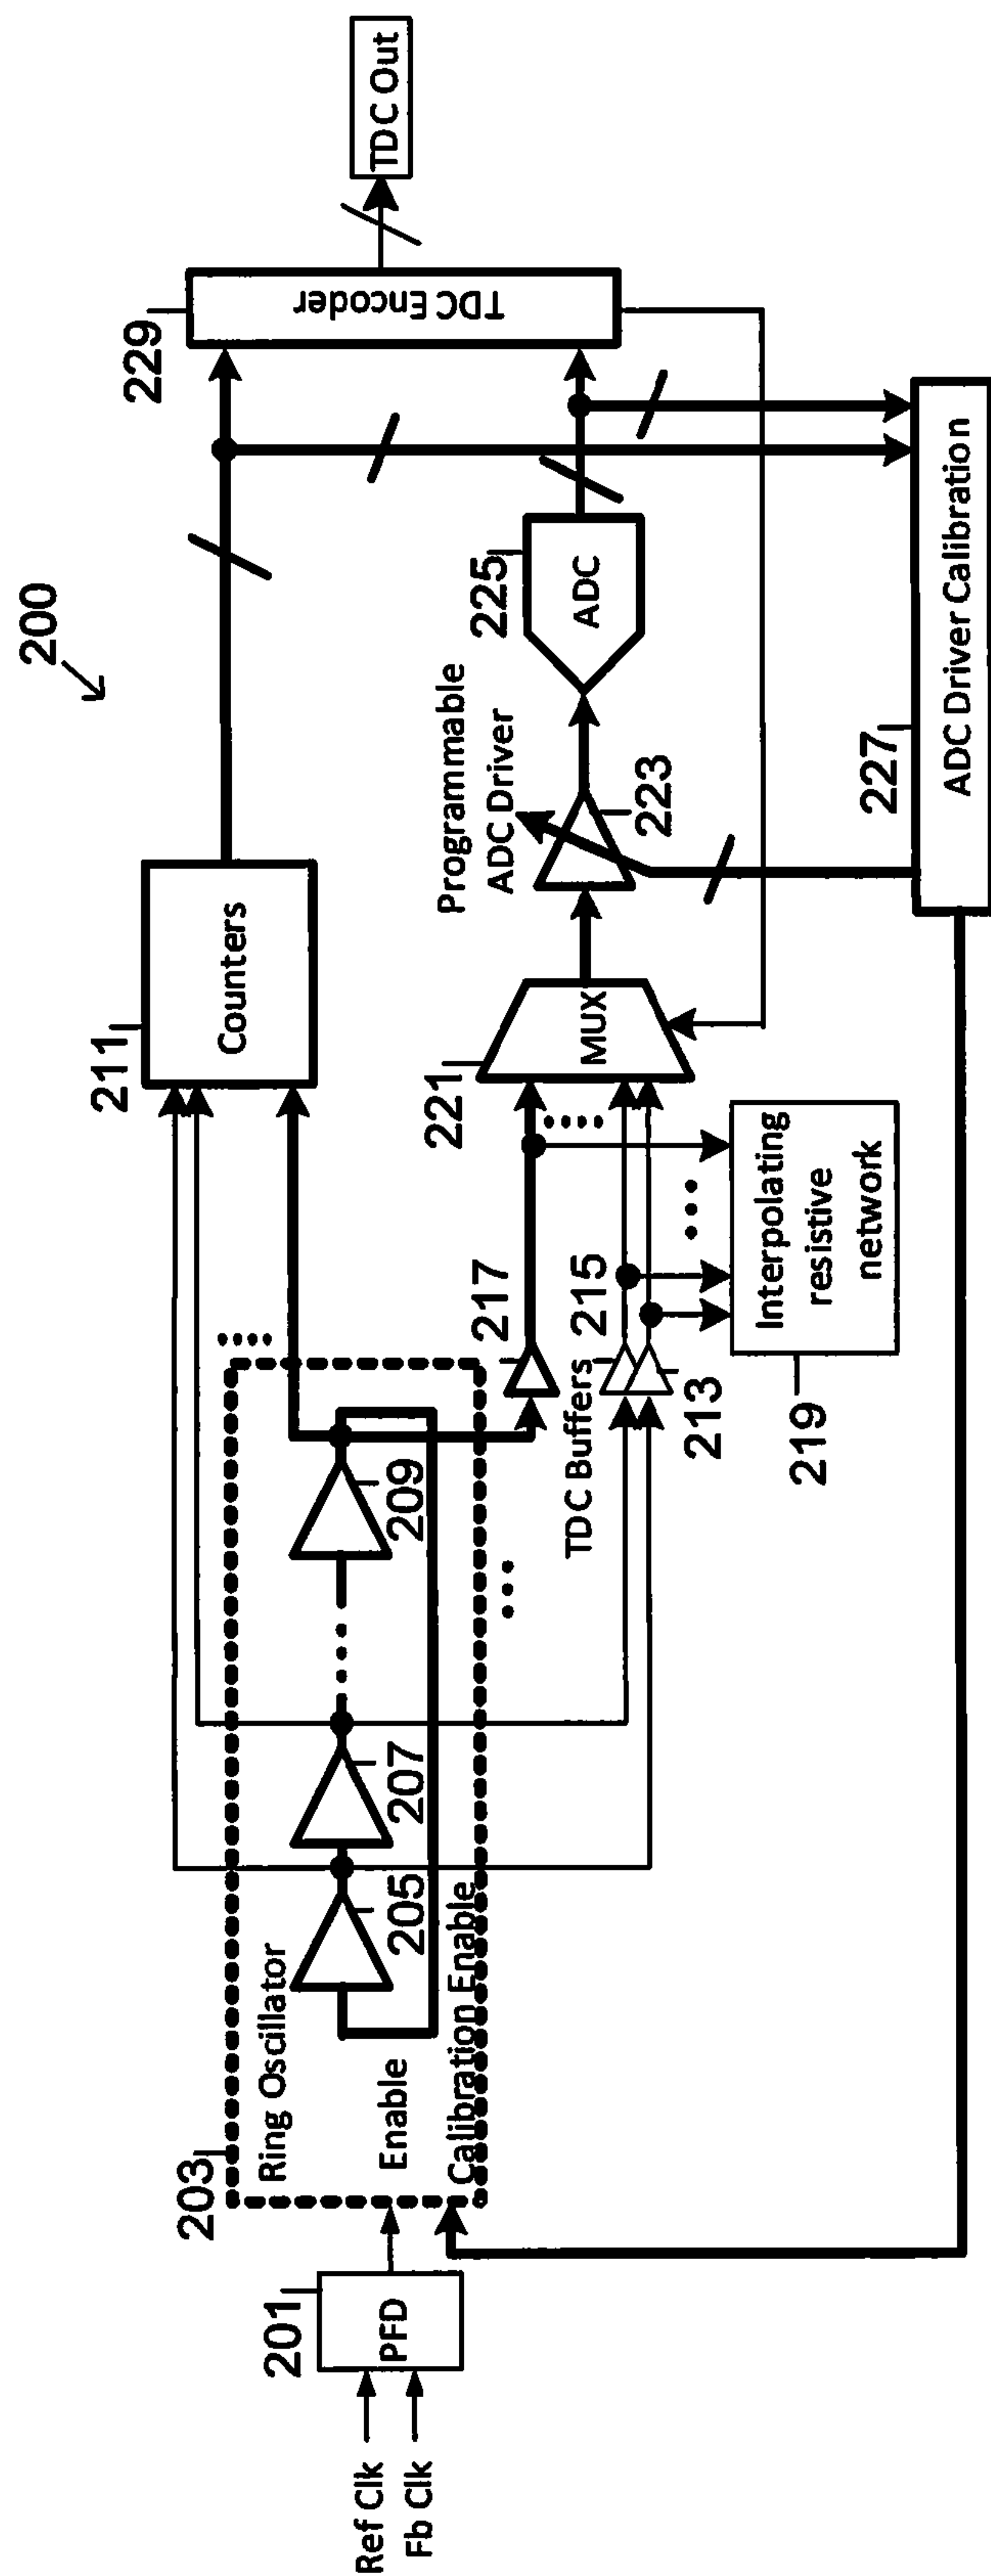 200
Ref Clk
Fb Clk
201
PFD
203
Ring Oscillator
Enable
Calibration Enable
205
207
209
211
Counters
TDC Buffers
217
215
213
219
Interpolating
resistive
network
221
MUX
Programmable
ADC Driver
223
225
ADC
227
ADC Driver Calibration
229
TDC Encoder
TDC Out